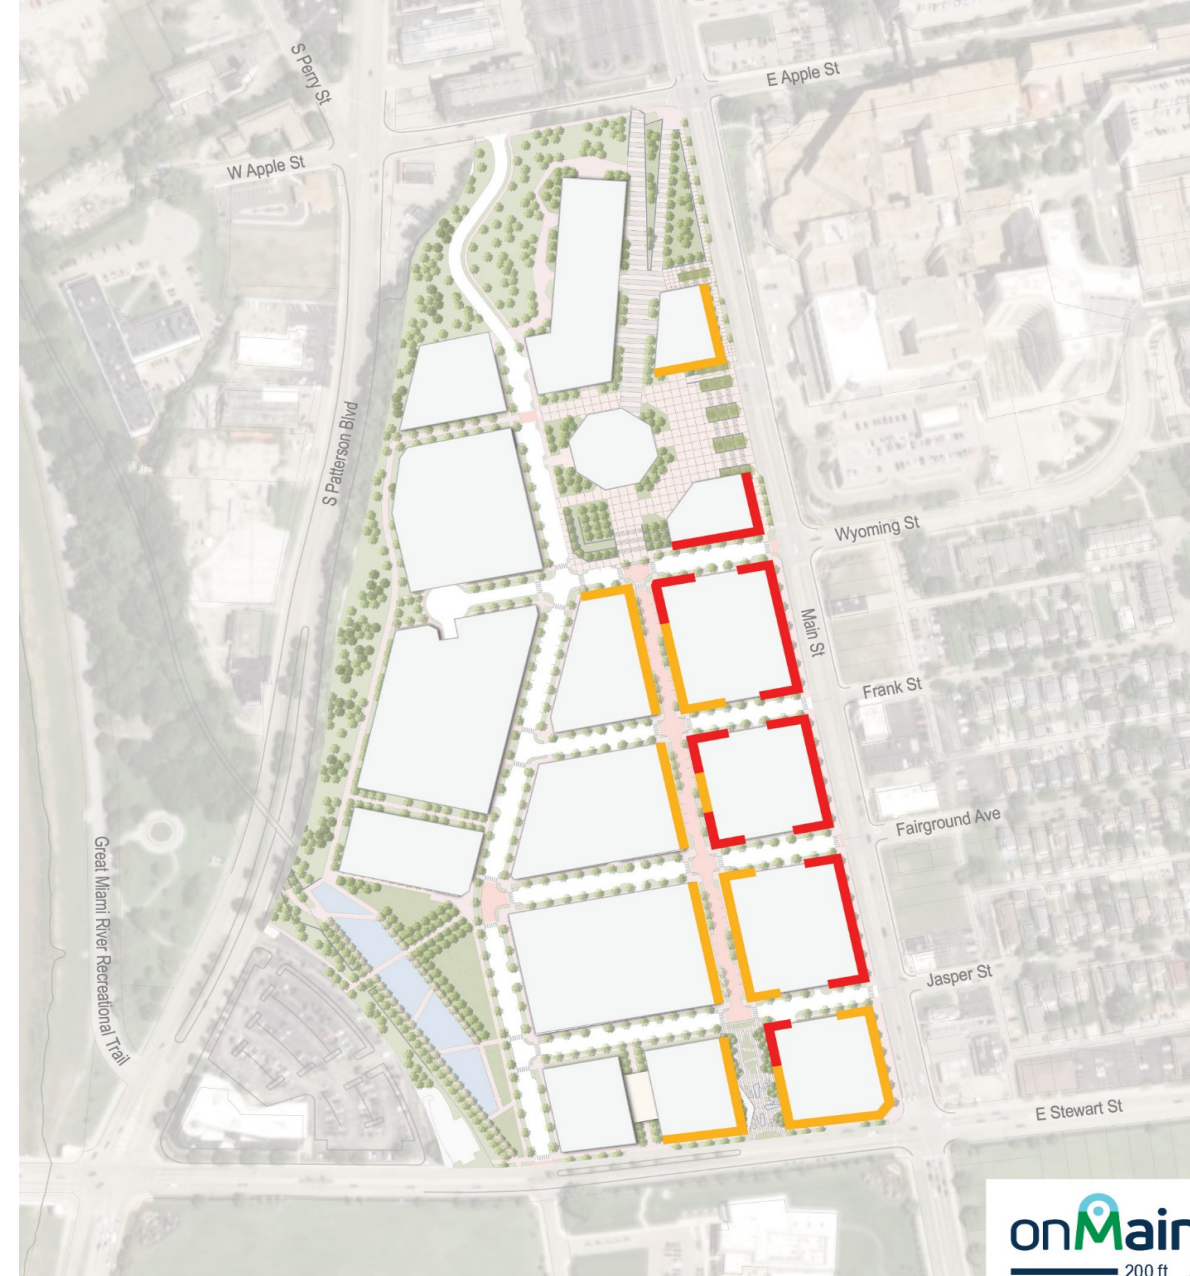 S Perry St
E Apple St
W Apple St
S Patterson Blvd
Wyoming St
Main St
Frank St
Fairground Ave
Great Miami River Recreational Trail
Jasper St
E Stewart St
onMain
200 ft